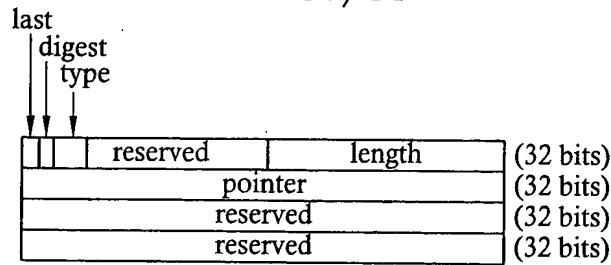 last
digest
type
reserved length (32 bits)
pointer (32 bits)
reserved (32 bits)
reserved (32 bits)